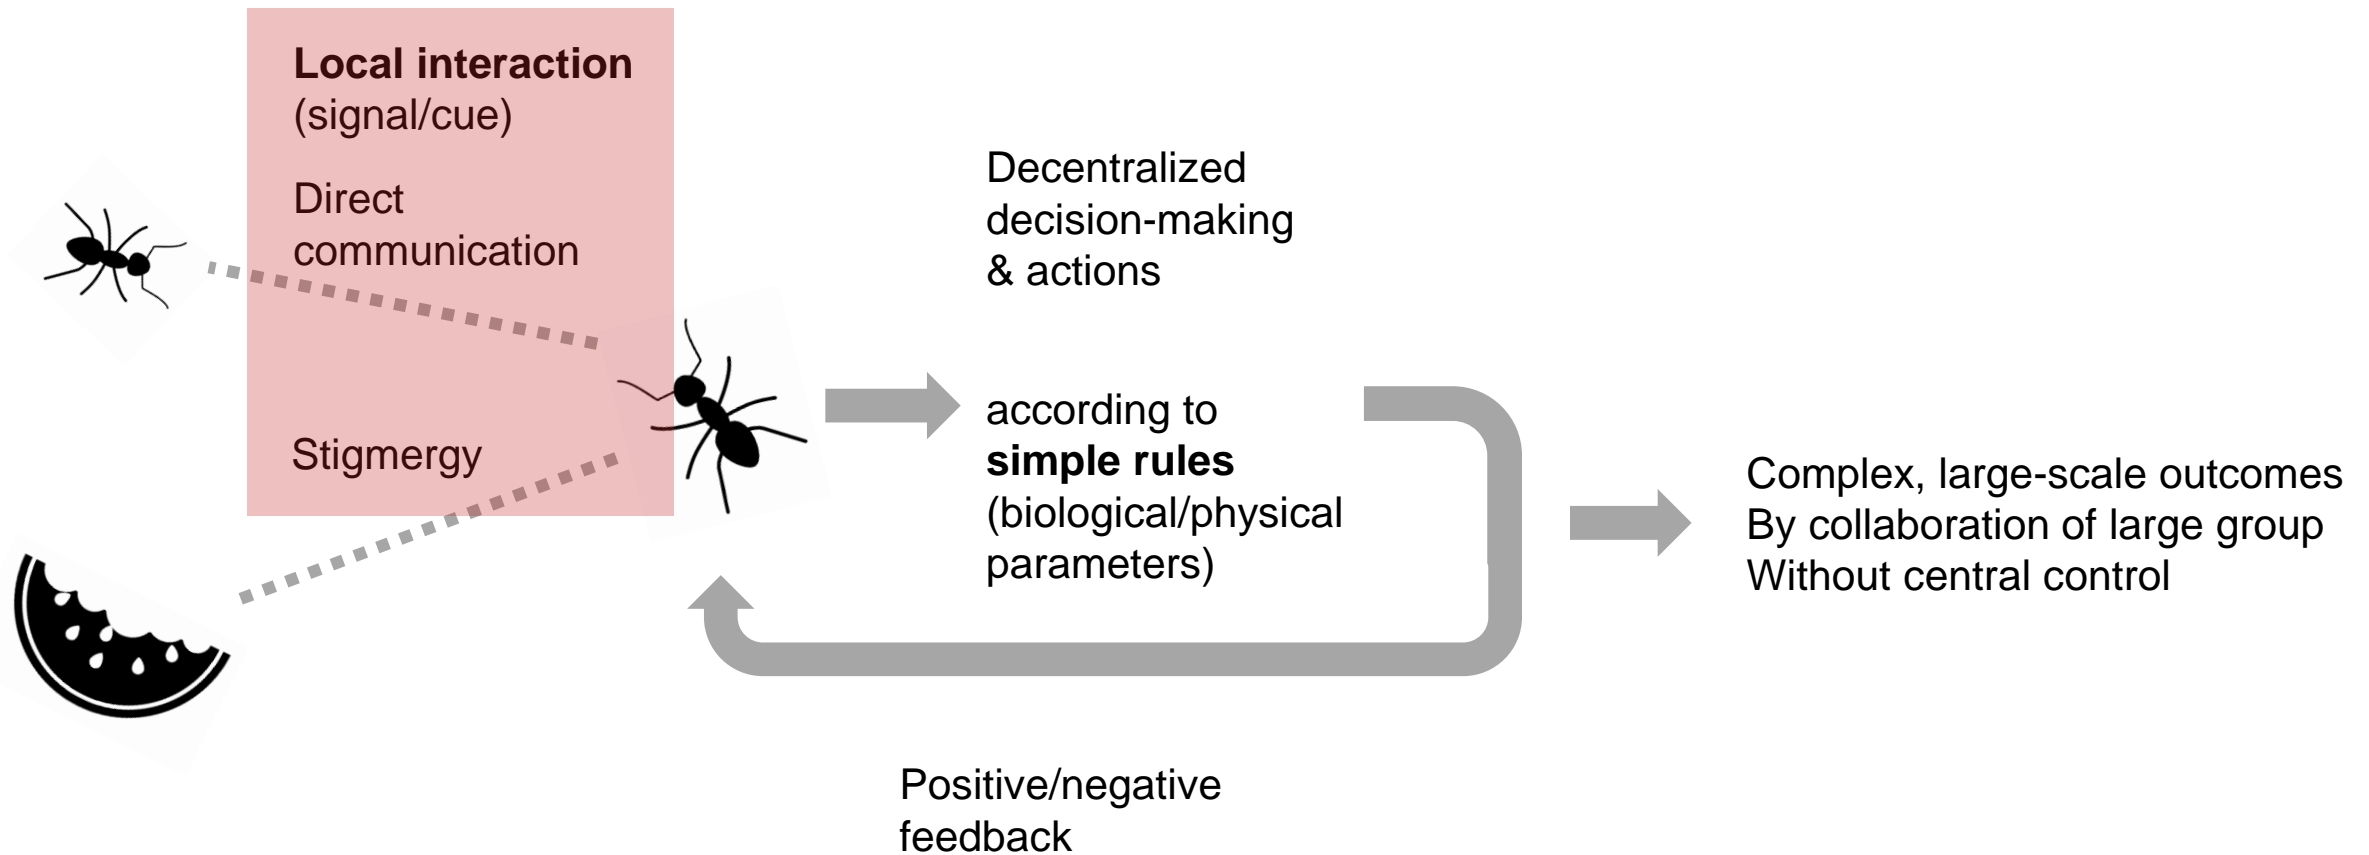 Local interaction
(signal/cue)
Direct
communication
Stigmergy
Decentralized
decision-making
& actions
according to
simple rules
(biological/physical
parameters)
Positive/negative
feedback
Complex, large-scale outcomes
By collaboration of large group
Without central control